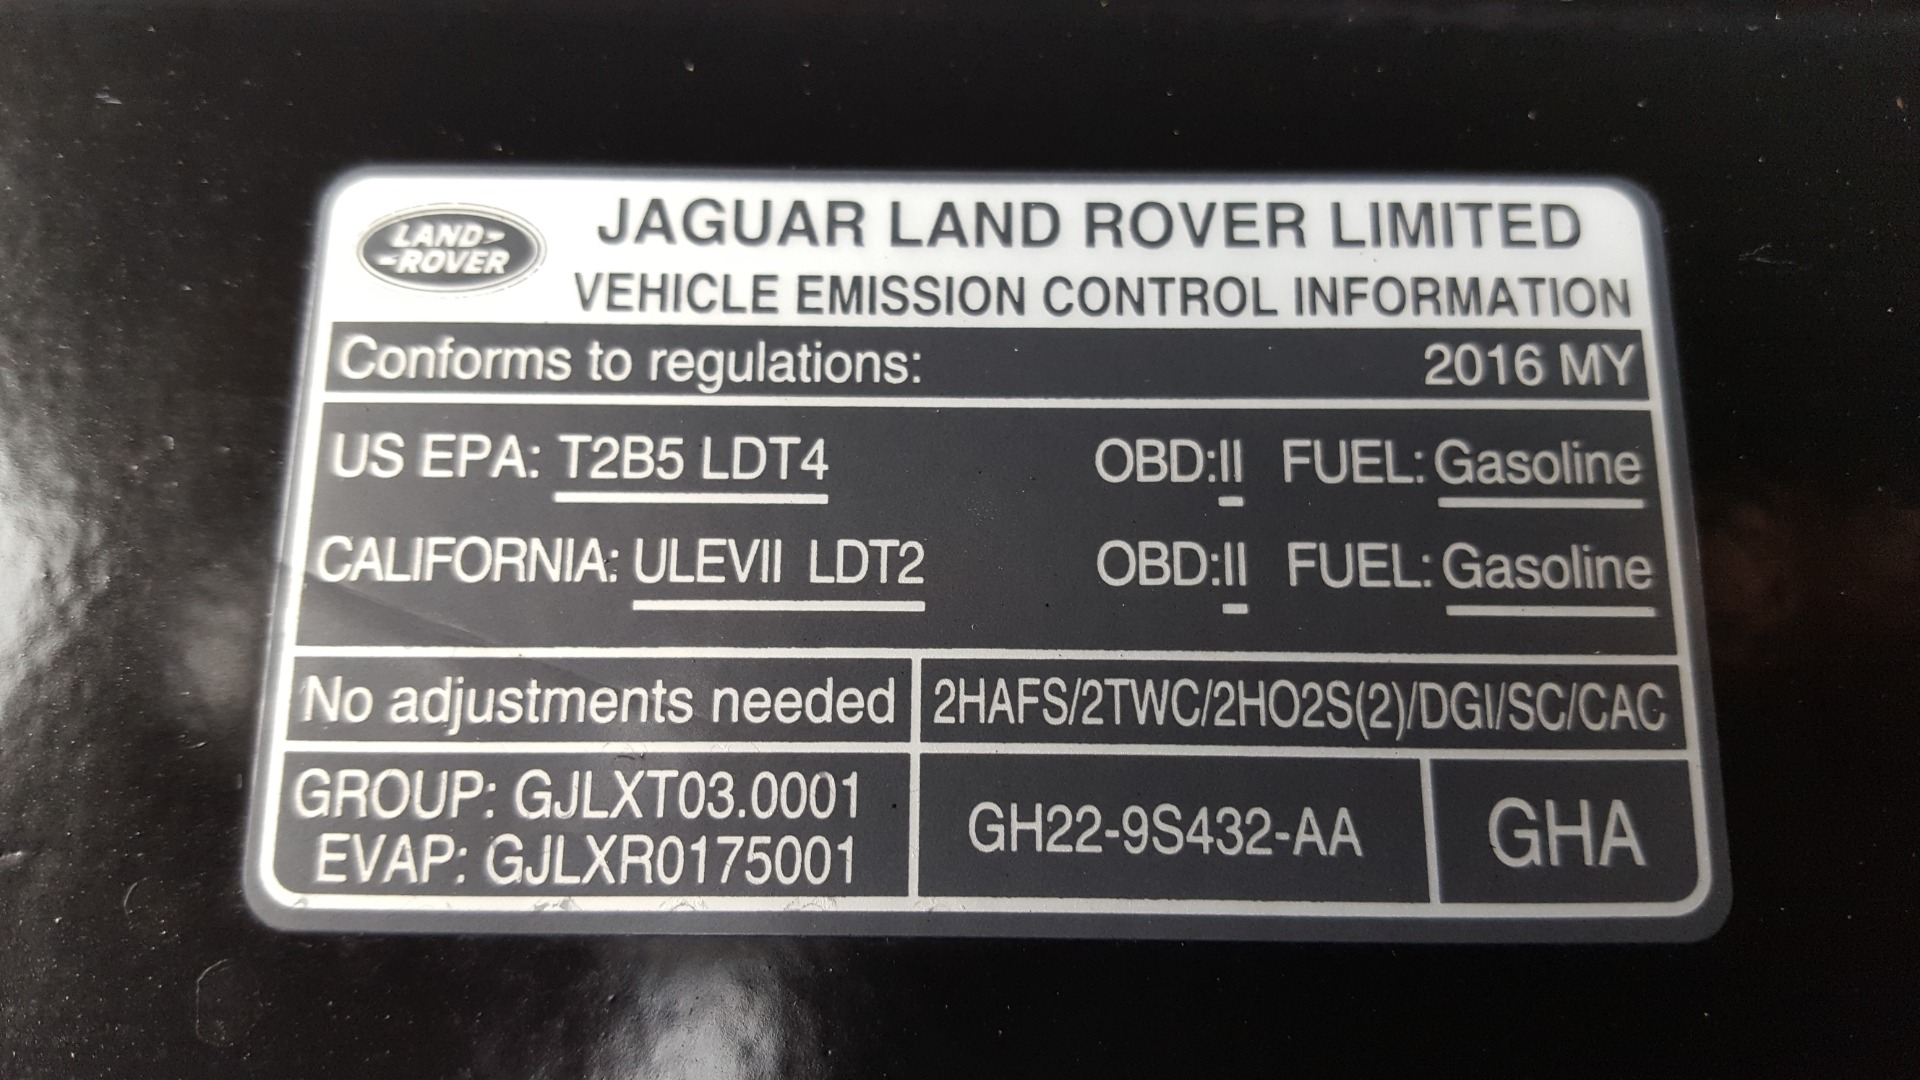 LAND
ROVER
JAGUAR LAND ROVER LIMITED
VEHICLE EMISSION CONTROL INFORMATION
Conforms to regulations: 2016 MY
US EPA: T2B5 LDT4 OBD:II FUEL: Gasoline
CALIFORNIA: ULEVII LDT2 OBD:II FUEL: Gasoline
No adjustments needed 2HAFS/2TWC/2HO2S(2)/DGI/SC/CAC
GROUP: GJLXT03.0001
EVAP: GJLXR0175001
GH22-9S432-AA GHA